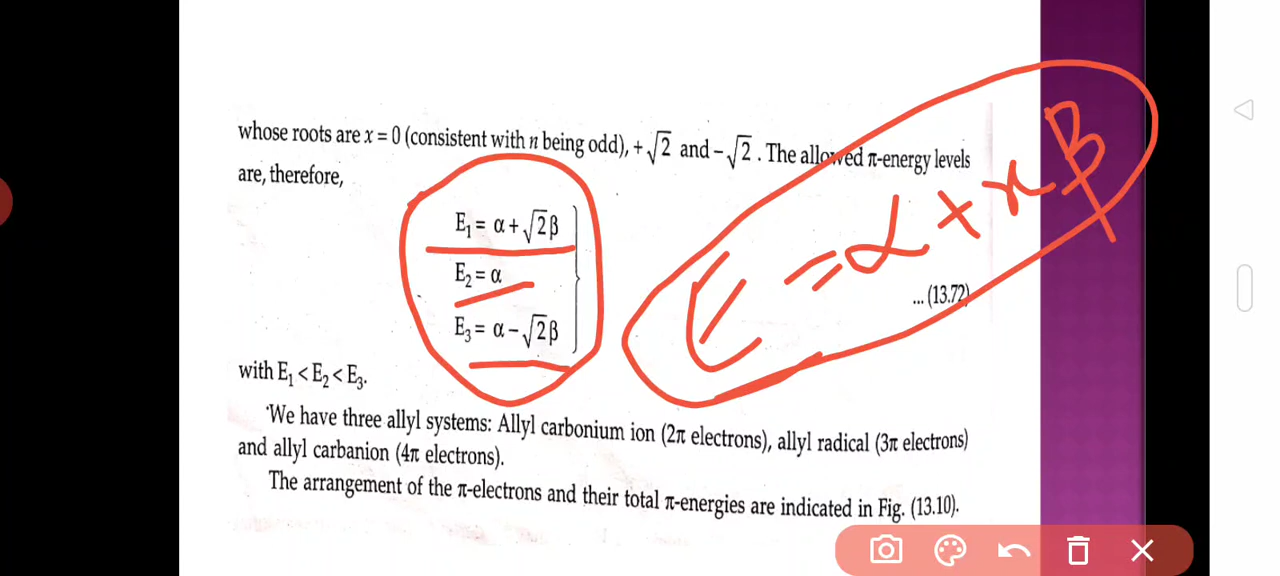 whose roots are x = 0 (consistent with n being odd), + √2 and – √2 . The allowed π-energy levels
are, therefore,
E₁ = α + √2β
E₂ = α
E₃ = α – √2β
E = α + xβ
... (13.72)
with E₁ < E₂ < E₃.
We have three allyl systems: Allyl carbonium ion (2π electrons), allyl radical (3π electrons)
and allyl carbanion (4π electrons).
The arrangement of the π-electrons and their total π-energies are indicated in Fig. (13.10).